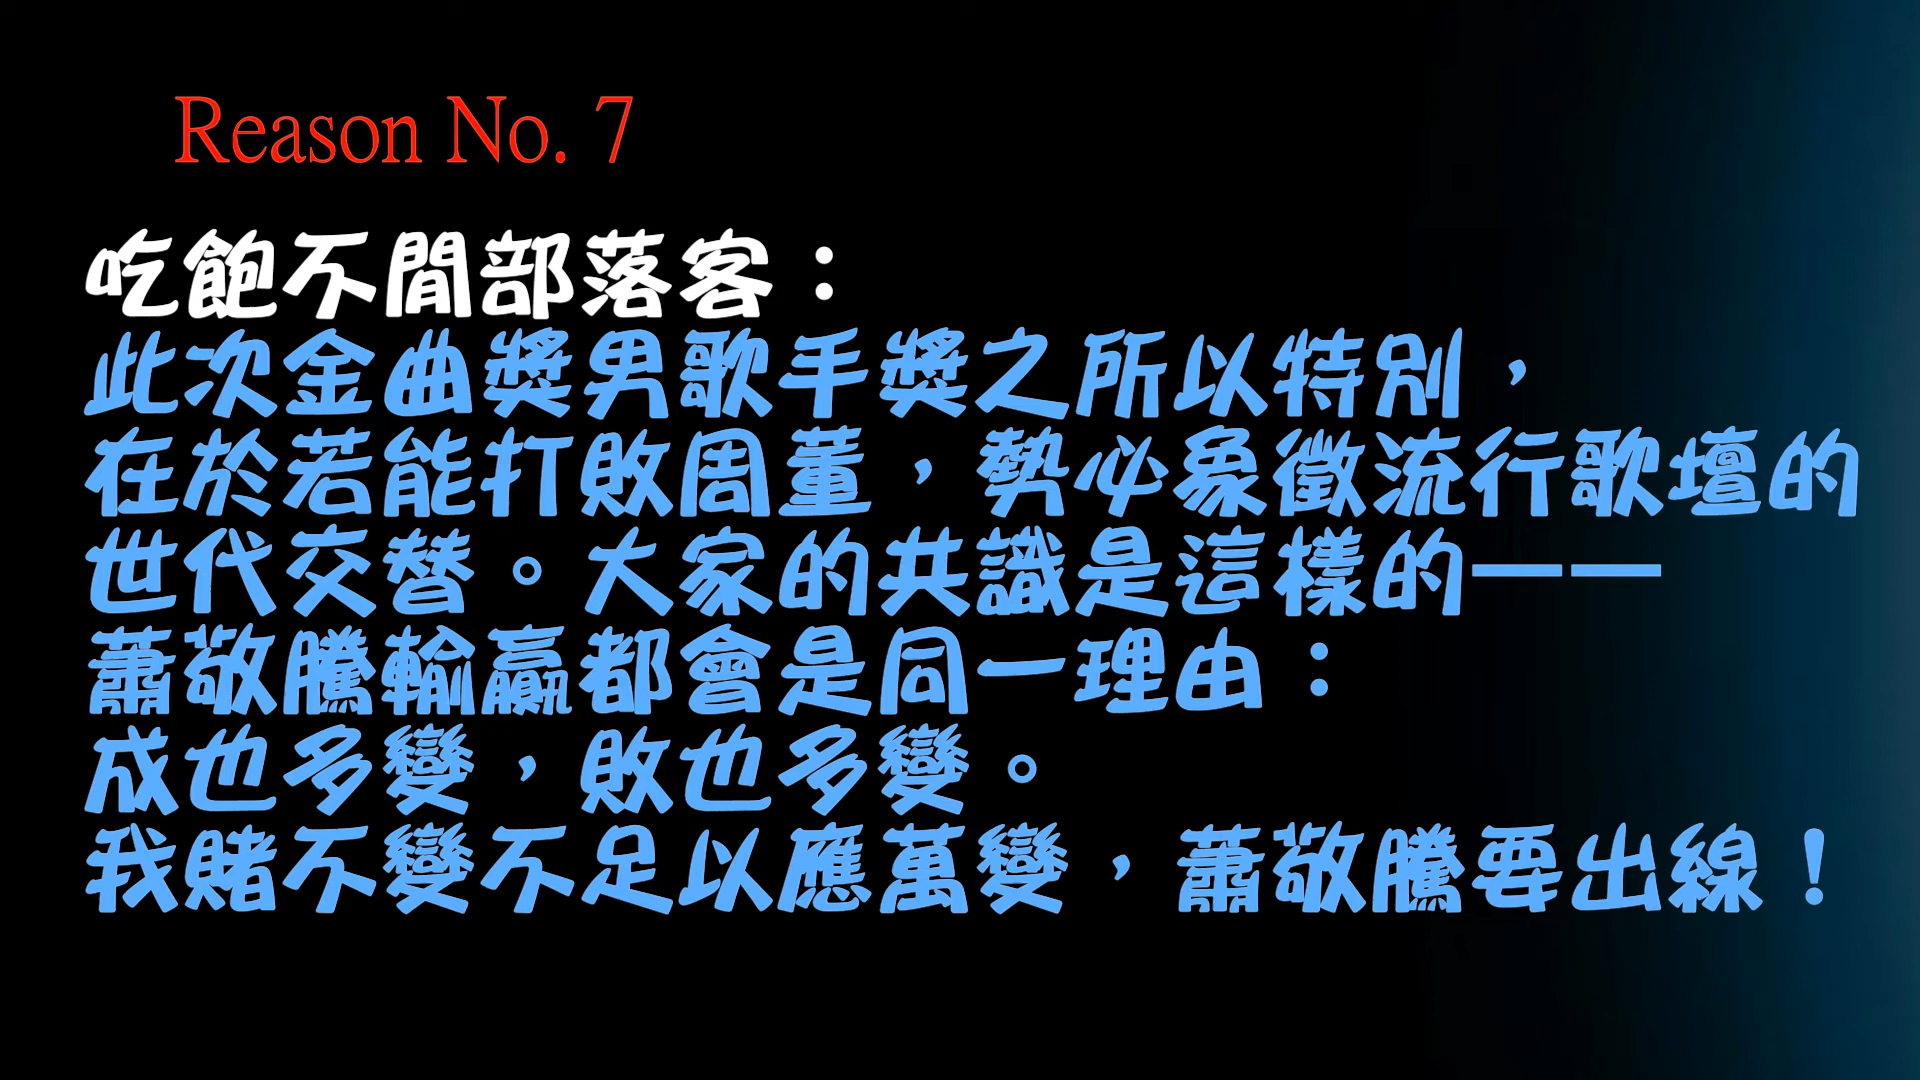 Reason No. 7
吃飽不閒部落客：
此次金曲獎男歌手獎之所以特別，
在於若能打敗周董，勢必象徵流行歌壇的
世代交替。大家的共識是這樣的——
蕭敬騰輸贏都會是同一理由：
成也多變，敗也多變。
我賭不變不足以應萬變，蕭敬騰要出線！